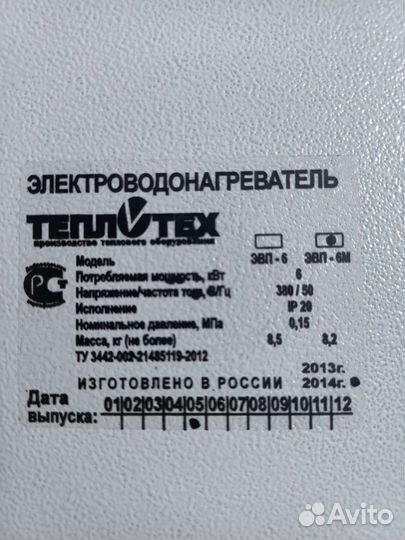 ЭЛЕКТРОВОДОНАГРЕВАТЕЛЬ
ТЕПЛОТЕХ
производство теплового оборудования
Модель ЭВП - 6 ЭВП - 6М
Потребляемая мощность, кВт 6
Напряжение/частота тока, В/Гц 380 / 50
Исполнение IP 20
Номинальное давление, МПа 0,15
Масса, кг (не более) 8,5 8,2
ТУ 3442-002-21485119-2012
2013г.
ИЗГОТОВЛЕНО В РОССИИ 2014г.
Дата выпуска: 01 02 03 04 05 06 07 08 09 10 11 12
Avito